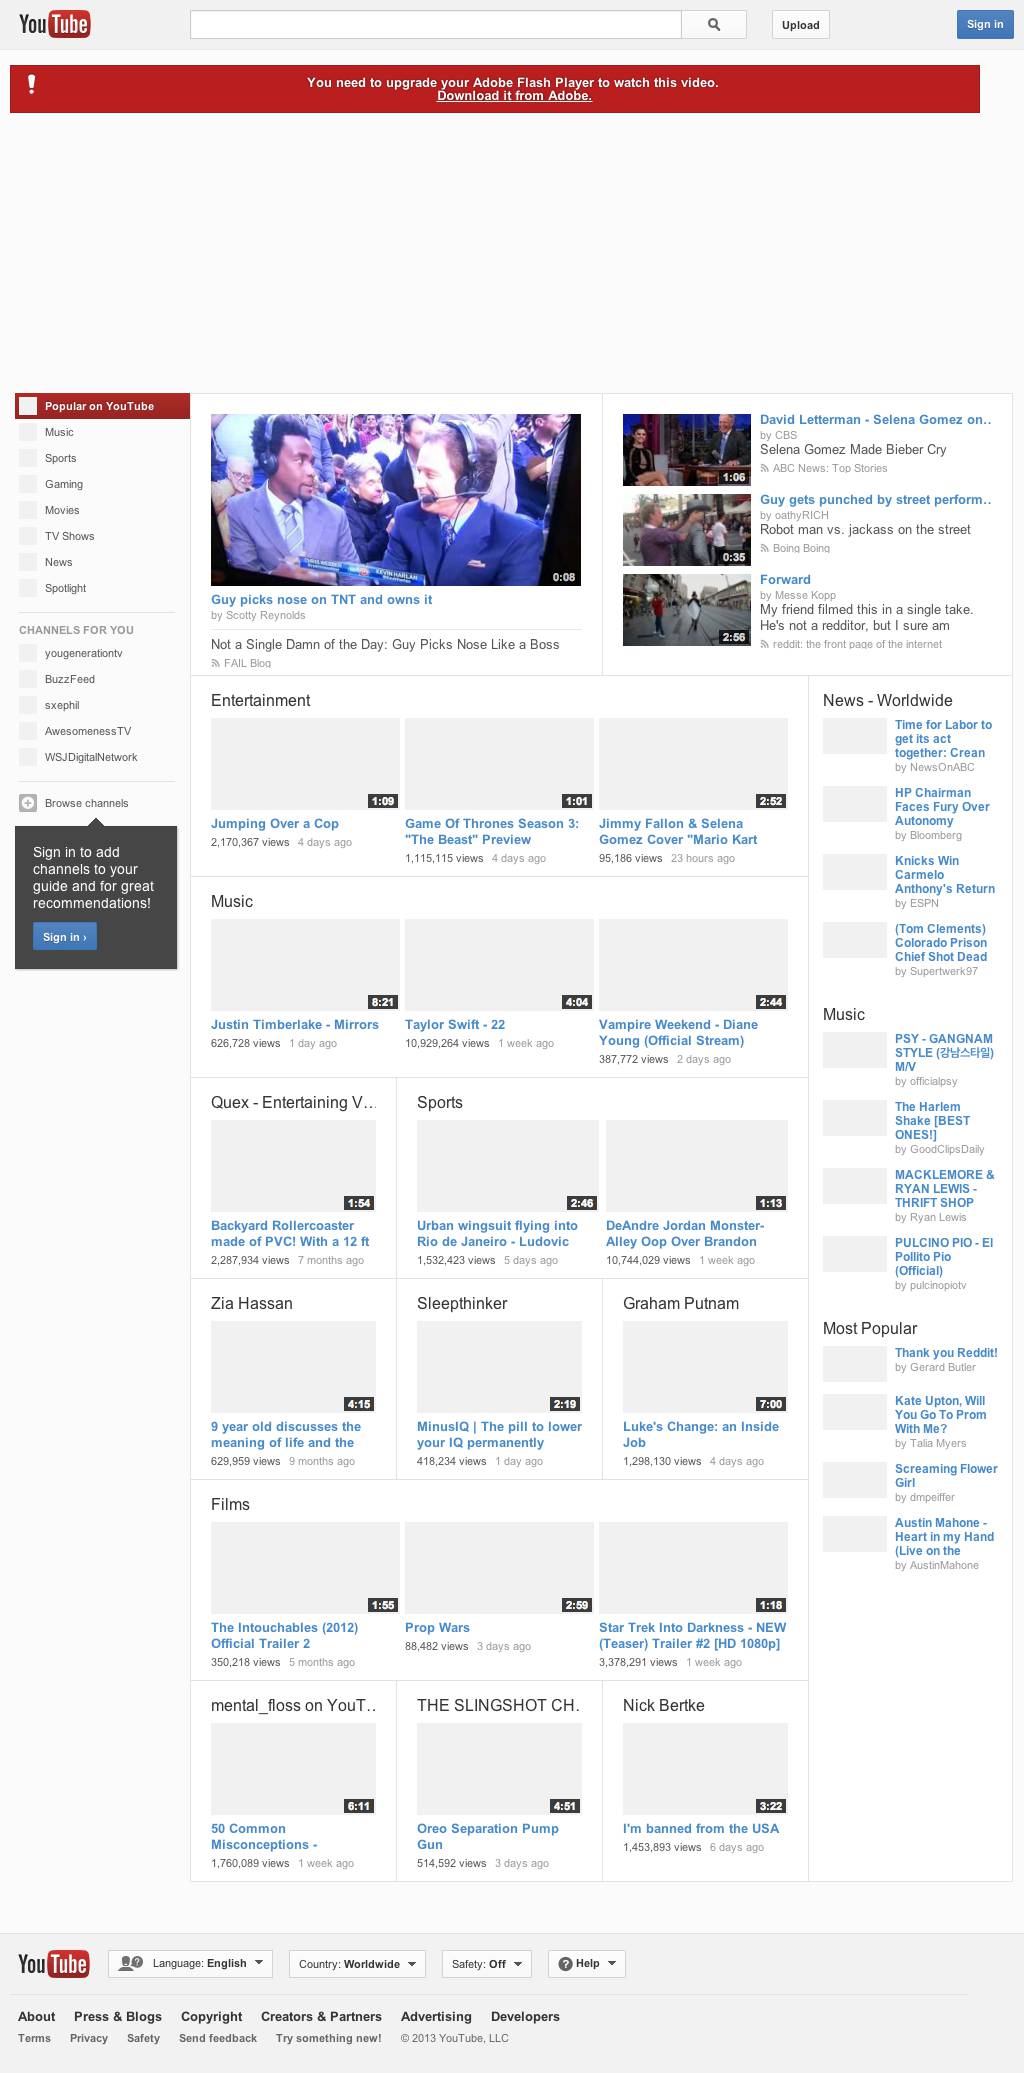 YouTube
Upload
Sign in
You need to upgrade your Adobe Flash Player to watch this video.
Download it from Adobe.
Popular on YouTube
Music
Sports
Gaming
Movies
TV Shows
News
Spotlight
CHANNELS FOR YOU
yougenerationtv
BuzzFeed
sxephil
AwesomenessTV
WSJDigitalNetwork
Browse channels
Sign in to add
channels to your
guide and for great
recommendations!
Sign in ›
CHRIS WEBBER
KEVIN HARLAN
0:08
Guy picks nose on TNT and owns it
by Scotty Reynolds
Not a Single Damn of the Day: Guy Picks Nose Like a Boss
FAIL Blog
1:06
David Letterman - Selena Gomez on..
by CBS
Selena Gomez Made Bieber Cry
ABC News: Top Stories
0:35
Guy gets punched by street perform..
by oathyRICH
Robot man vs. jackass on the street
Boing Boing
2:56
Forward
by Messe Kopp
My friend filmed this in a single take.
He's not a redditor, but I sure am
reddit: the front page of the internet
Entertainment
1:09
Jumping Over a Cop
2,170,367 views 4 days ago
1:01
Game Of Thrones Season 3:
"The Beast" Preview
1,115,115 views 4 days ago
2:52
Jimmy Fallon & Selena
Gomez Cover "Mario Kart
95,186 views 23 hours ago
Music
8:21
Justin Timberlake - Mirrors
626,728 views 1 day ago
4:04
Taylor Swift - 22
10,929,264 views 1 week ago
2:44
Vampire Weekend - Diane
Young (Official Stream)
387,772 views 2 days ago
Quex - Entertaining V…
1:54
Backyard Rollercoaster
made of PVC! With a 12 ft
2,287,934 views 7 months ago
Sports
2:46
Urban wingsuit flying into
Rio de Janeiro - Ludovic
1,532,423 views 5 days ago
1:13
DeAndre Jordan Monster-
Alley Oop Over Brandon
10,744,029 views 1 week ago
Zia Hassan
4:15
9 year old discusses the
meaning of life and the
629,959 views 9 months ago
Sleepthinker
2:19
MinusIQ | The pill to lower
your IQ permanently
418,234 views 1 day ago
Graham Putnam
7:00
Luke's Change: an Inside
Job
1,298,130 views 4 days ago
Films
1:55
The Intouchables (2012)
Official Trailer 2
350,218 views 5 months ago
2:59
Prop Wars
88,482 views 3 days ago
1:18
Star Trek Into Darkness - NEW
(Teaser) Trailer #2 [HD 1080p]
3,378,291 views 1 week ago
mental_floss on YouT…
6:11
50 Common
Misconceptions -
1,760,089 views 1 week ago
THE SLINGSHOT CH.
4:51
Oreo Separation Pump
Gun
514,592 views 3 days ago
Nick Bertke
3:22
I'm banned from the USA
1,453,893 views 6 days ago
News - Worldwide
Time for Labor to
get its act
together: Crean
by NewsOnABC
HP Chairman
Faces Fury Over
Autonomy
by Bloomberg
Knicks Win
Carmelo
Anthony's Return
by ESPN
(Tom Clements)
Colorado Prison
Chief Shot Dead
by Supertwerk97
Music
PSY - GANGNAM
STYLE (강남스타일)
M/V
by officialpsy
The Harlem
Shake [BEST
ONES!]
by GoodClipsDaily
MACKLEMORE &
RYAN LEWIS -
THRIFT SHOP
by Ryan Lewis
PULCINO PIO - El
Pollito Pio
(Official)
by pulcinopiotv
Most Popular
Thank you Reddit!
by Gerard Butler
Kate Upton, Will
You Go To Prom
With Me?
by Talia Myers
Screaming Flower
Girl
by dmpeiffer
Austin Mahone -
Heart in my Hand
(Live on the
by AustinMahone
YouTube
Language: English
Country: Worldwide
Safety: Off
Help
About Press & Blogs Copyright Creators & Partners Advertising Developers
Terms Privacy Safety Send feedback Try something new! © 2013 YouTube, LLC